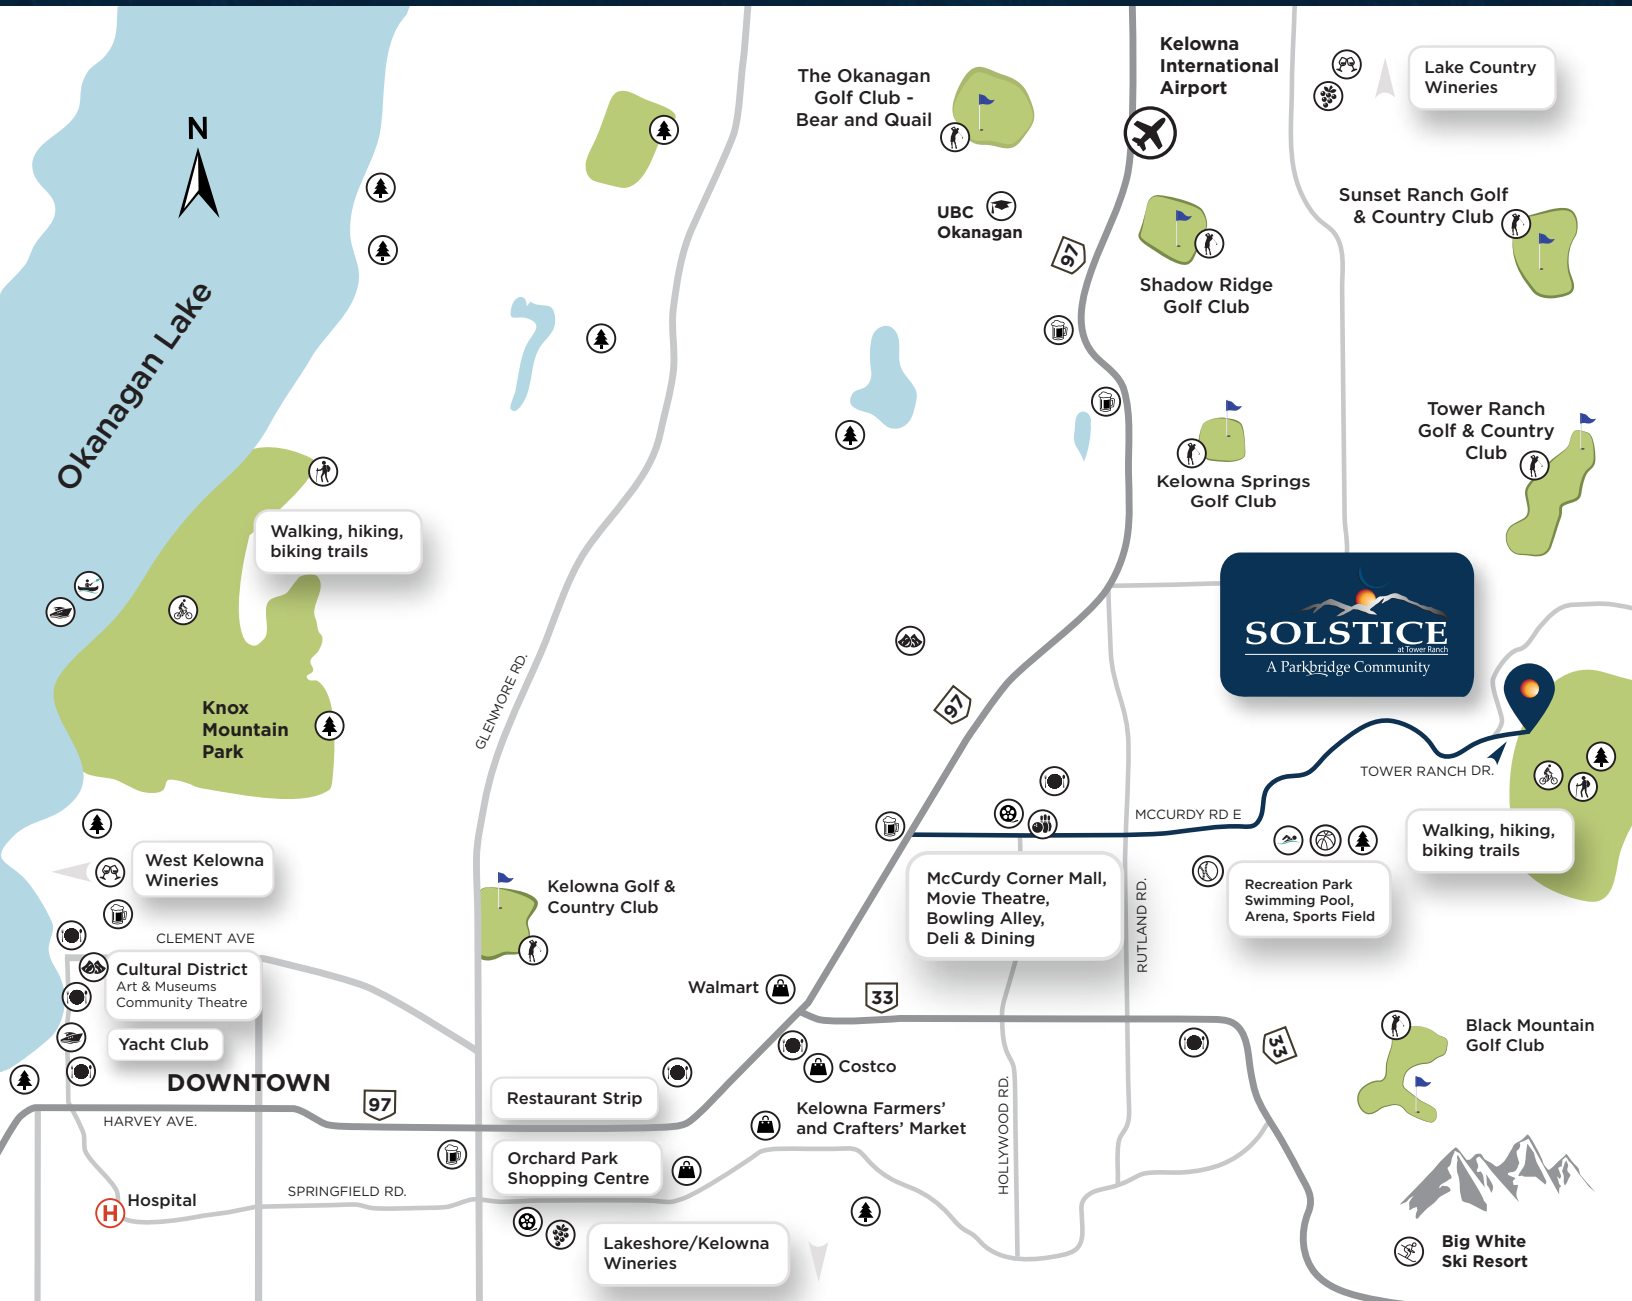 Kelowna
International
Airport
Lake Country
Wineries
The Okanagan
Golf Club -
Bear and Quail
N
Sunset Ranch Golf
& Country Club
UBC
Okanagan
97
Shadow Ridge
Golf Club
Okanagan Lake
Tower Ranch
Golf & Country
Club
Kelowna Springs
Golf Club
Walking, hiking,
biking trails
SOLSTICE
at Tower Ranch
A Parkbridge Community
GLENMORE RD.
97
Knox
Mountain
Park
TOWER RANCH DR.
MCCURDY RD E
Walking, hiking,
biking trails
West Kelowna
Wineries
Kelowna Golf &
Country Club
McCurdy Corner Mall,
Movie Theatre,
Bowling Alley,
Deli & Dining
RUTLAND RD.
Recreation Park
Swimming Pool,
Arena, Sports Field
CLEMENT AVE
Cultural District
Art & Museums
Community Theatre
Walmart
33
Yacht Club
Black Mountain
Golf Club
33
DOWNTOWN
Costco
97
Restaurant Strip
Kelowna Farmers'
and Crafters' Market
HARVEY AVE.
HOLLYWOOD RD.
Orchard Park
Shopping Centre
SPRINGFIELD RD.
H
Hospital
Lakeshore/Kelowna
Wineries
Big White
Ski Resort